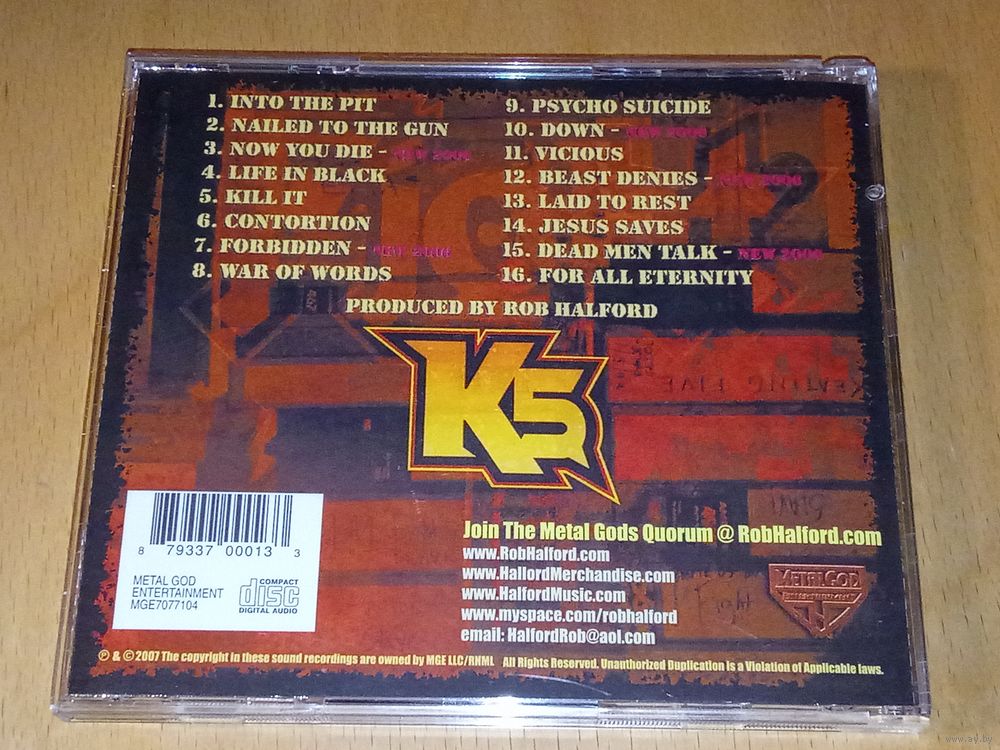 1. INTO THE PIT
2. NAILED TO THE GUN
3. NOW YOU DIE - NEW 2006
4. LIFE IN BLACK
5. KILL IT
6. CONTORTION
7. FORBIDDEN - NEW 2006
8. WAR OF WORDS
9. PSYCHO SUICIDE
10. DOWN - NEW 2006
11. VICIOUS
12. BEAST DENIES - NEW 2006
13. LAID TO REST
14. JESUS SAVES
15. DEAD MEN TALK - NEW 2006
16. FOR ALL ETERNITY
PRODUCED BY ROB HALFORD
K5
8 79337 00013 3
METAL GOD
ENTERTAINMENT
MGE7077104
COMPACT
disc
DIGITAL AUDIO
Join The Metal Gods Quorum @ RobHalford.com
www.RobHalford.com
www.HalfordMerchandise.com
www.HalfordMusic.com
www.myspace.com/robhalford
email: HalfordRob@aol.com
METAL GOD
ENTERTAINMENT
℗ & © 2007 The copyright in these sound recordings are owned by MGE LLC/RNML All Rights Reserved. Unauthorized Duplication is a Violation of Applicable laws.
www.ay.by